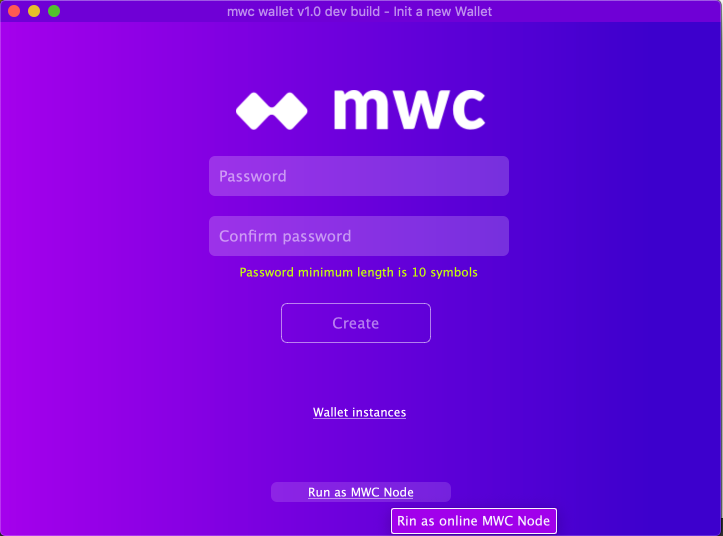 mwc wallet v1.0 dev build - Init a new Wallet
mwc
Password
Confirm password
Password minimum length is 10 symbols
Create
Wallet instances
Run as MWC Node
Rin as online MWC Node